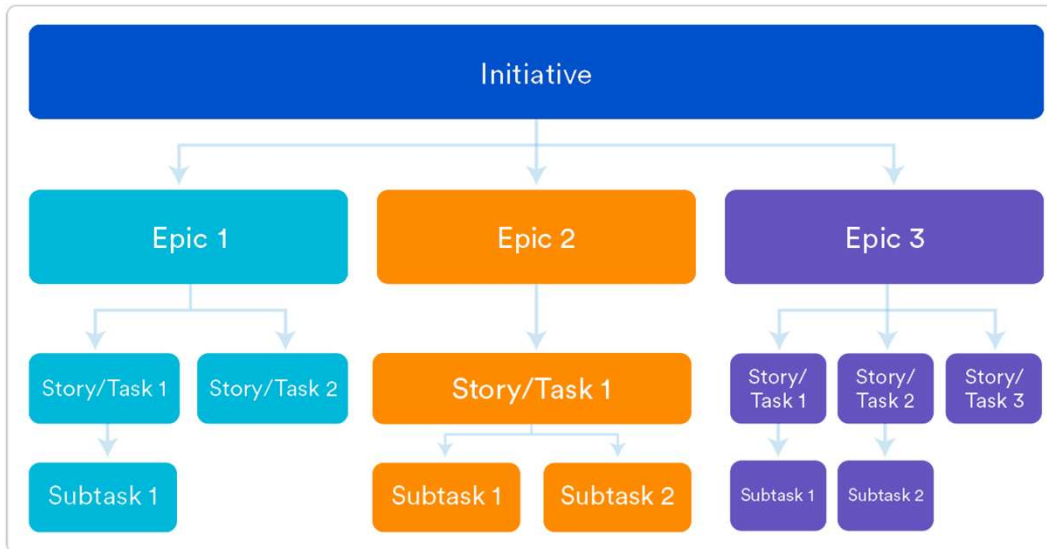 Initiative
Epic 1
Epic 2
Epic 3
Story/Task 1
Story/Task 2
Story/Task 1
Story/
Task 1
Story/
Task 2
Story/
Task 3
Subtask 1
Subtask 1
Subtask 2
Subtask 1
Subtask 2